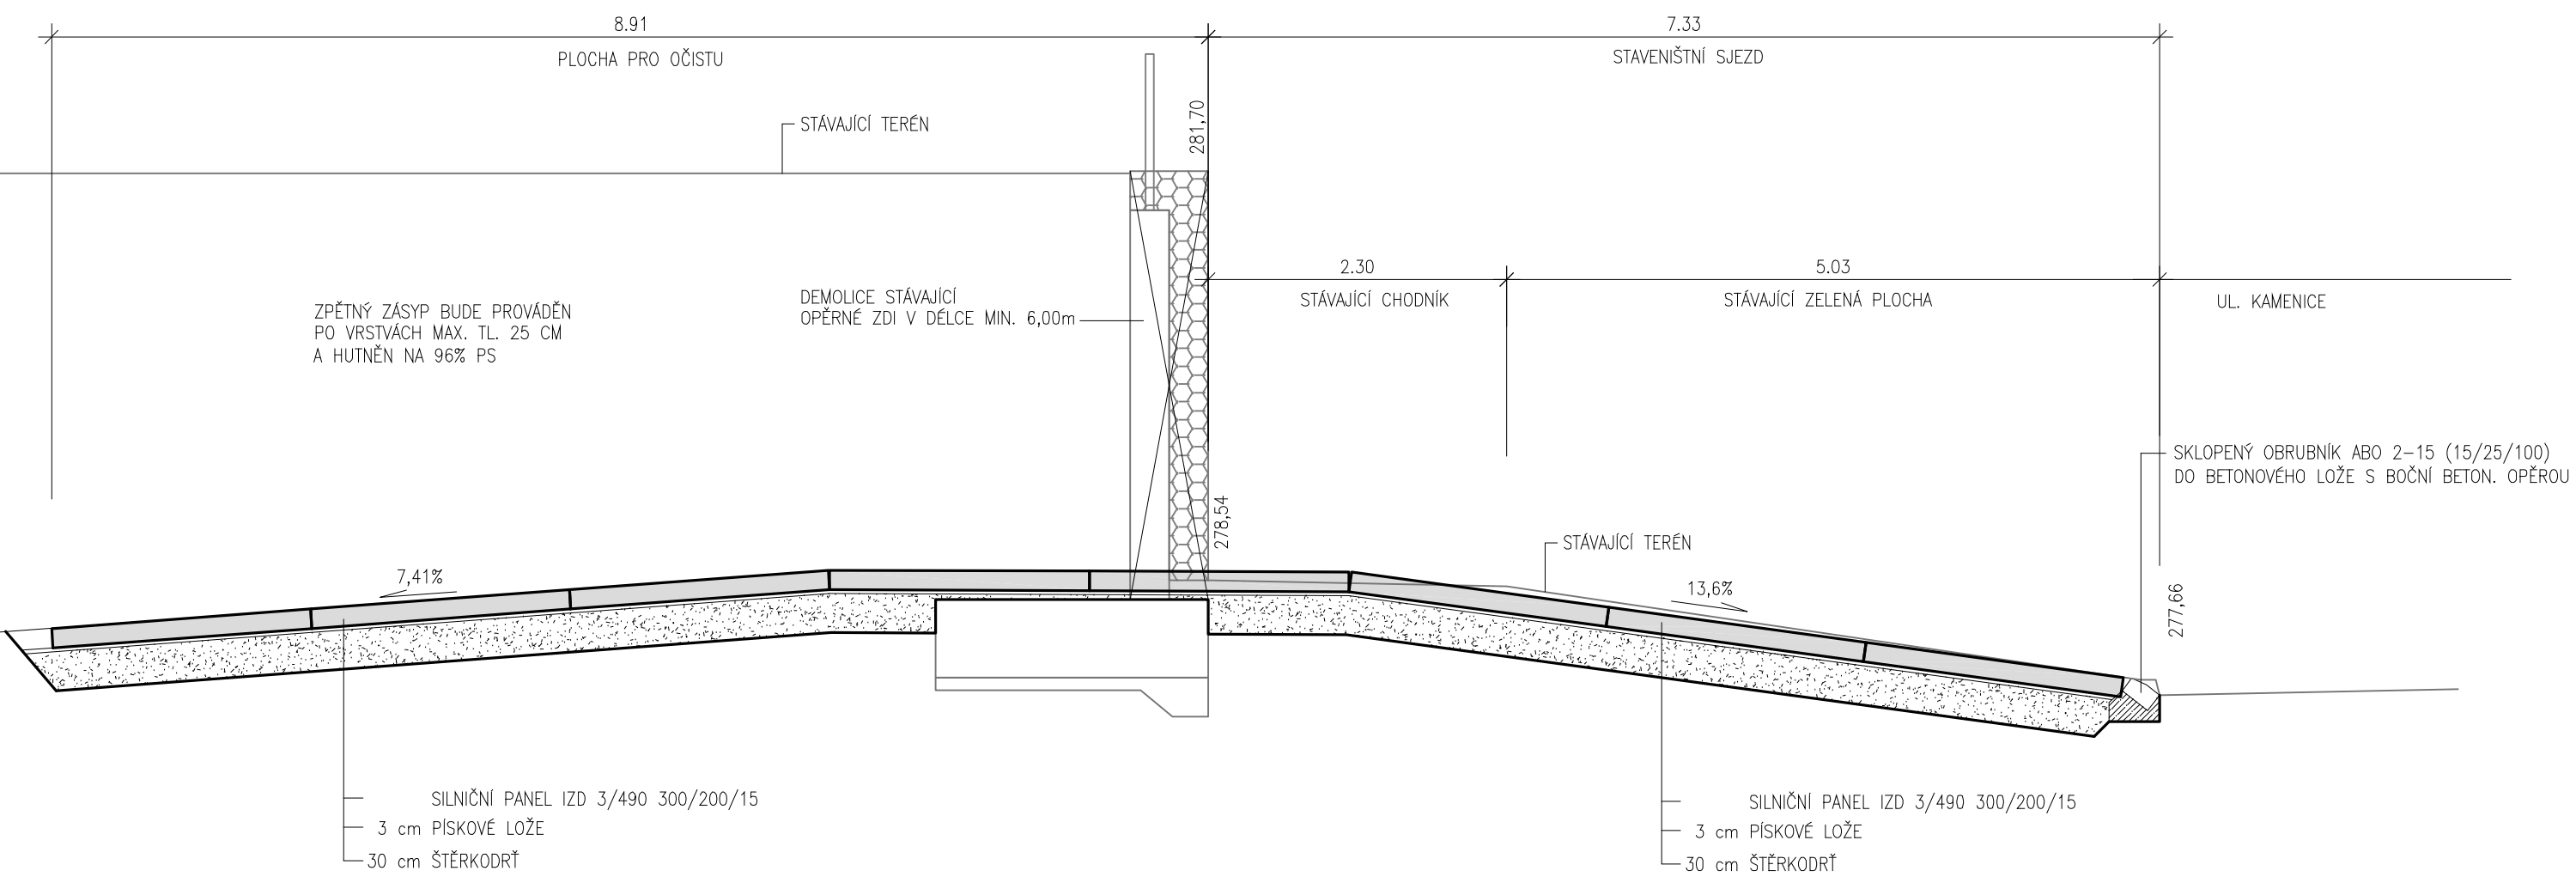 8.91
7.33
PLOCHA PRO OČISTU
STAVENIŠTNÍ SJEZD
STÁVAJÍCÍ TERÉN
281,70
2.30
5.03
STÁVAJÍCÍ CHODNÍK
STÁVAJÍCÍ ZELENÁ PLOCHA
UL. KAMENICE
ZPĚTNÝ ZÁSYP BUDE PROVÁDĚN
PO VRSTVÁCH MAX. TL. 25 CM
A HUTNĚN NA 96% PS
DEMOLICE STÁVAJÍCÍ
OPĚRNÉ ZDI V DÉLCE MIN. 6,00m
SKLOPENÝ OBRUBNÍK ABO 2-15 (15/25/100)
DO BETONOVÉHO LOŽE S BOČNÍ BETON. OPĚROU
278,54
STÁVAJÍCÍ TERÉN
7,41%
13,6%
277,66
SILNIČNÍ PANEL IZD 3/490 300/200/15
3 cm PÍSKOVÉ LOŽE
30 cm ŠTĚRKODRŤ
SILNIČNÍ PANEL IZD 3/490 300/200/15
3 cm PÍSKOVÉ LOŽE
30 cm ŠTĚRKODRŤ